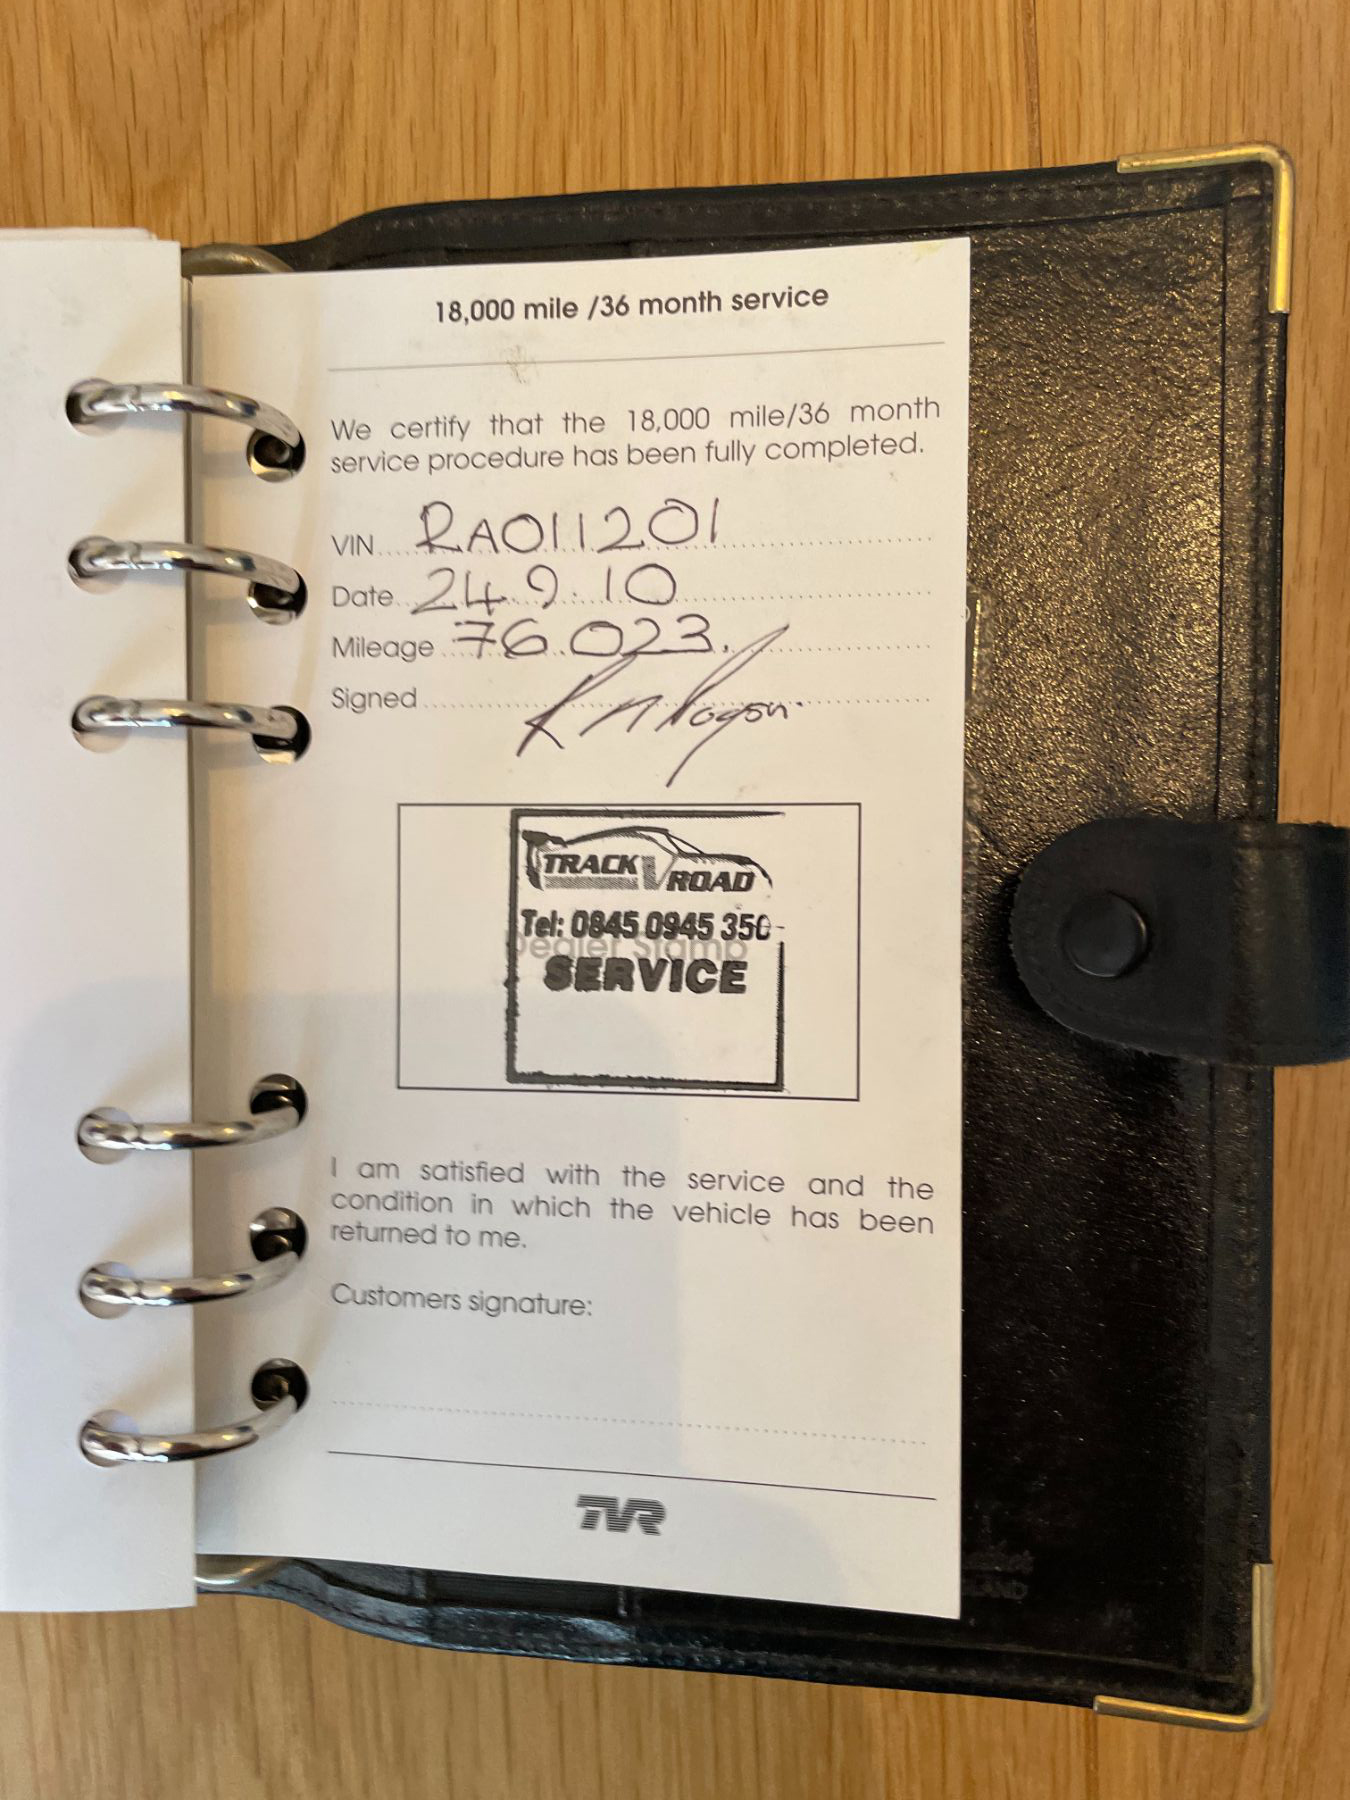 18,000 mile /36 month service
We certify that the 18,000 mile/36 month
service procedure has been fully completed.
VIN RA011201
Date 24.9.10
Mileage 76.023.
Signed
TRACK V ROAD
Tel: 0845 0945 350
Dealer Stamp
SERVICE
I am satisfied with the service and the
condition in which the vehicle has been
returned to me.
Customers signature:
TVR